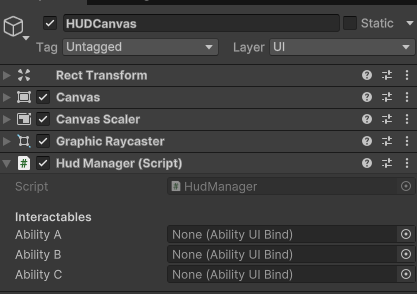 HUDCanvas Static
Tag Untagged Layer UI
Rect Transform
Canvas
Canvas Scaler
Graphic Raycaster
# Hud Manager (Script)
Script # HudManager
Interactables
Ability A None (Ability UI Bind)
Ability B None (Ability UI Bind)
Ability C None (Ability UI Bind)